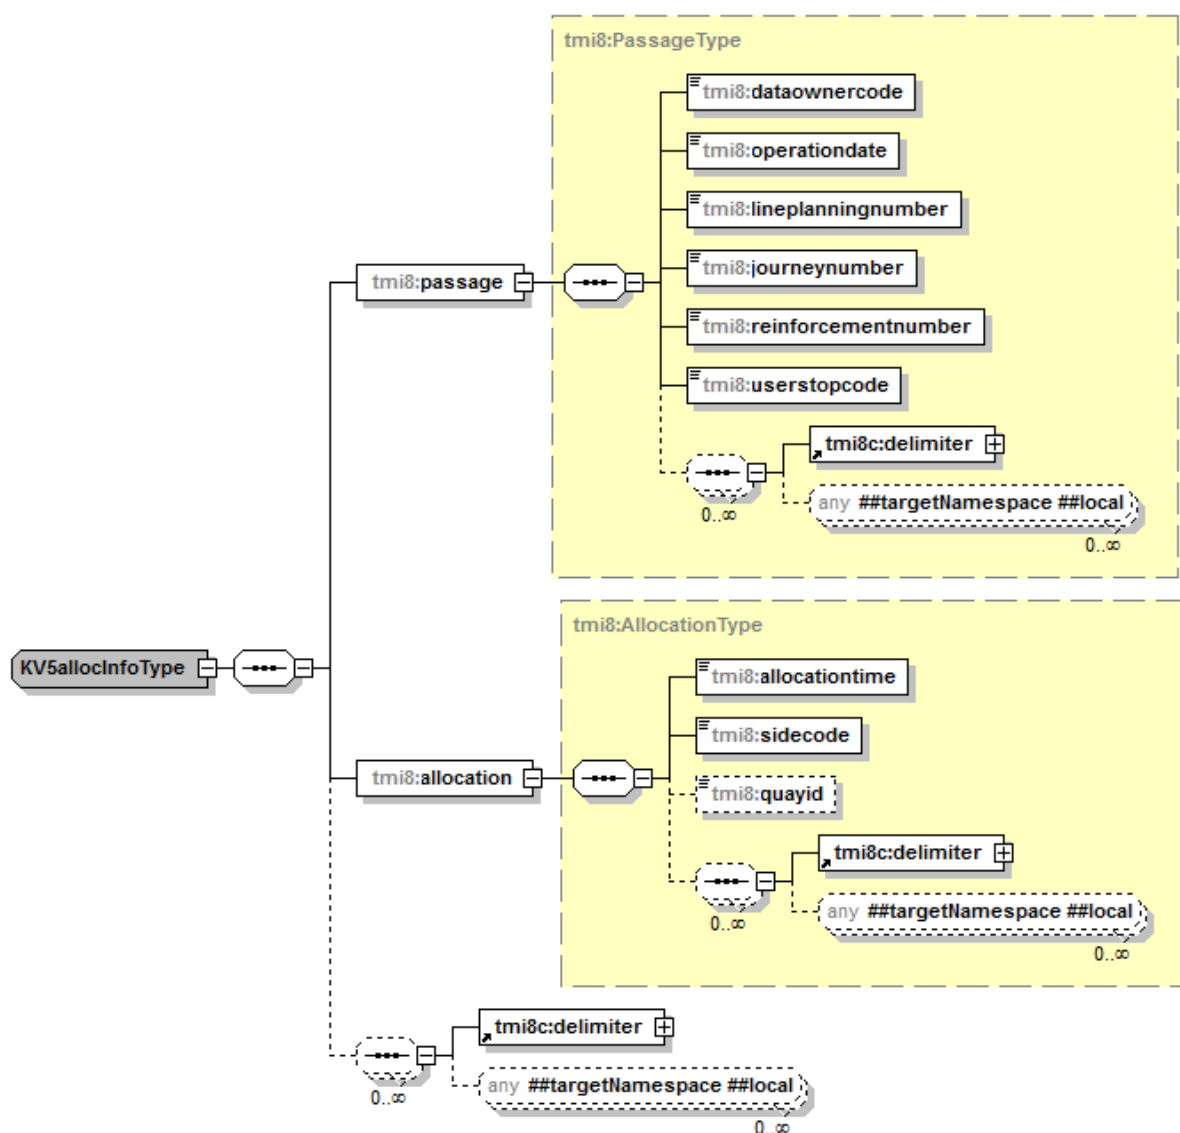 tmi8:PassageType
tmi8:dataownercode
tmi8:operationdate
tmi8:lineplanningnumber
tmi8:journeynumber
tmi8:passage
tmi8:reinforcementnumber
tmi8:userstopcode
tmi8c:delimiter
any ##targetNamespace ##local
0..∞
0..∞
tmi8:AllocationType
KV5allocInfoType
tmi8:allocationtime
tmi8:sidecode
tmi8:allocation
tmi8:quayid
tmi8c:delimiter
any ##targetNamespace ##local
0..∞
0..∞
tmi8c:delimiter
any ##targetNamespace ##local
0..∞
0..∞